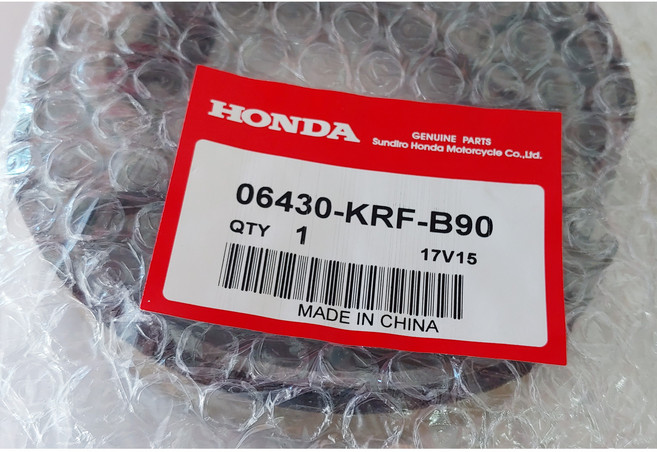 HONDA
GENUINE PARTS
Sundiro Honda Motorcycle Co.,Ltd.
06430-KRF-B90
QTY 1 17V15
MADE IN CHINA